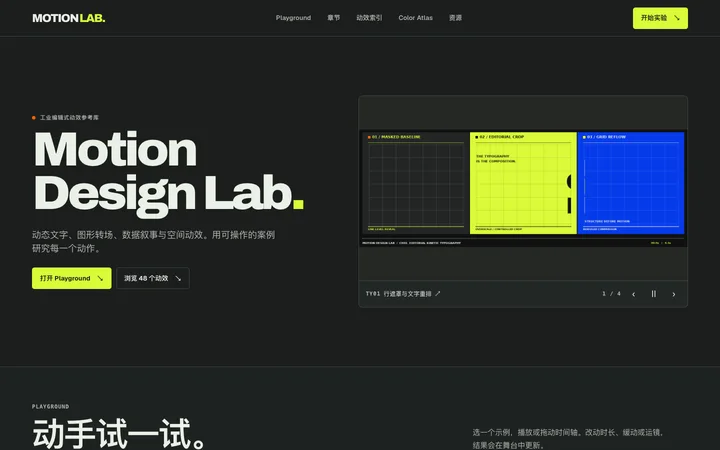 MOTION LAB.
Playground
章节
动效索引
Color Atlas
资源
开始实验 ↘
工业编辑式动效参考库
Motion
Design Lab.
动态文字、图形转场、数据叙事与空间动效。用可操作的案例
研究每一个动作。
打开 Playground ↘
浏览 48 个动效 ↘
01 / MASKED BASELINE
02 / EDITORIAL CROP
THE TYPOGRAPHY
IS THE COMPOSITION.
03 / GRID REFLOW
STRUCTURED BEFORE MOTION
TY01 行遮罩与文字重排 ↗
1 / 4
PLAYGROUND
动手试一试。
选一个示例，播放或拖动时间轴。改动时长、缓动或运镜，
结果会在舞台中更新。